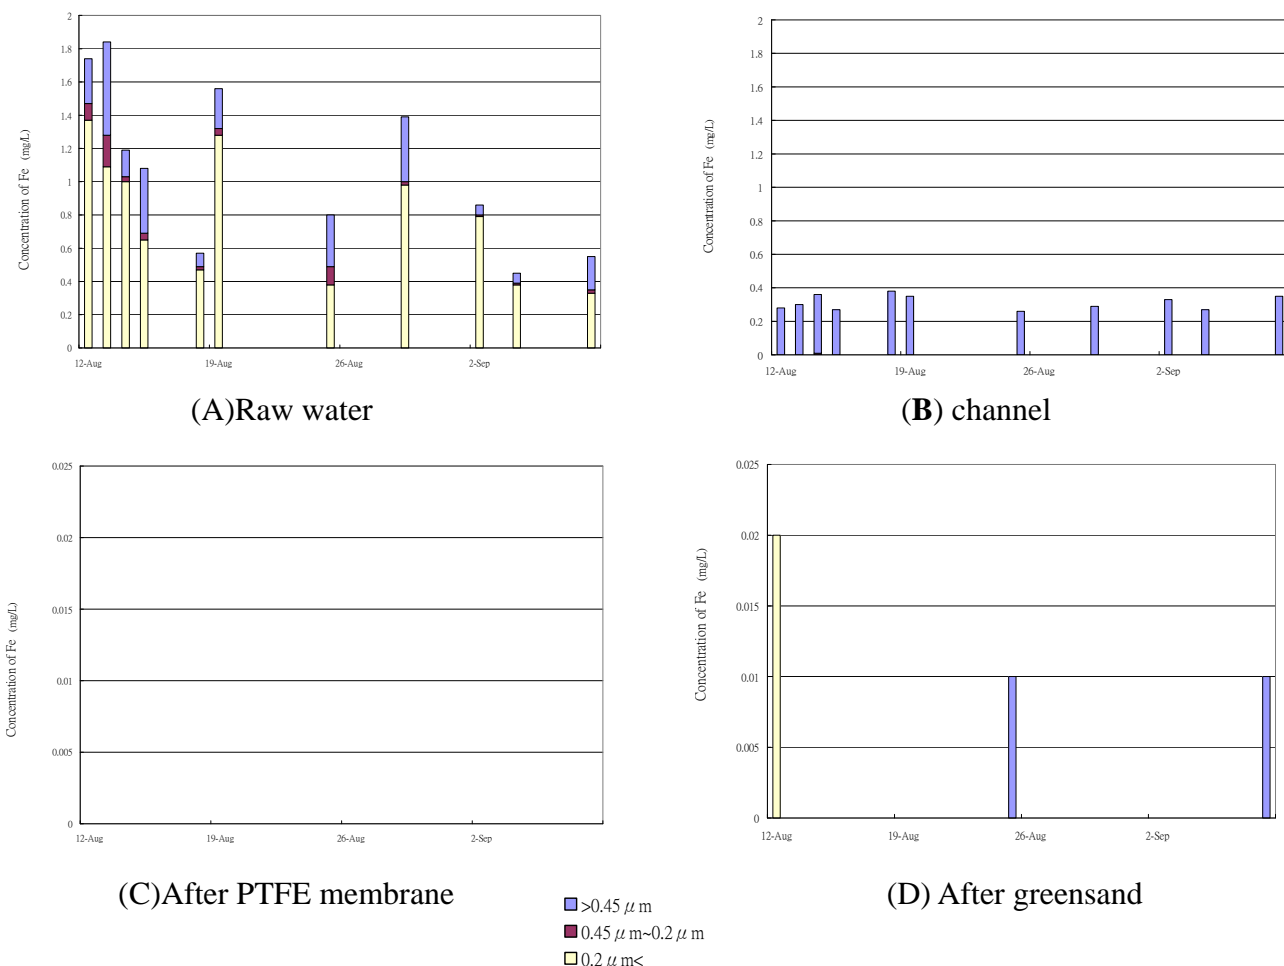 2
1.8
1.6
1.4
1.2
1
0.8
0.6
0.4
0.2
0
Concentration of Fe (mg/L)
12-Aug 19-Aug 26-Aug 2-Sep
(A)Raw water
2
1.8
1.6
1.4
1.2
1
0.8
0.6
0.4
0.2
0
Concentration of Fe (mg/L)
12-Aug 19-Aug 26-Aug 2-Sep
(B) channel
0.025
0.02
0.015
0.01
0.005
0
Concentration of Fe (mg/L)
12-Aug 19-Aug 26-Aug 2-Sep
(C)After PTFE membrane
0.025
0.02
0.015
0.01
0.005
0
Concentration of Fe (mg/L)
12-Aug 19-Aug 26-Aug 2-Sep
(D) After greensand
>0.45 μ m
0.45 μ m~0.2 μ m
0.2 μ m<